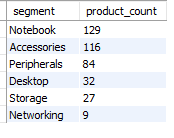 segment product_count
Notebook 129
Accessories 116
Peripherals 84
Desktop 32
Storage 27
Networking 9